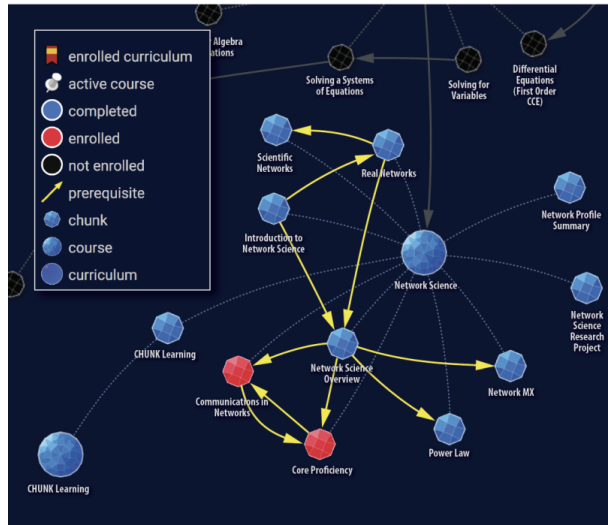 enrolled curriculum
active course
completed
enrolled
not enrolled
prerequisite
chunk
course
curriculum
Algebra
ations
Solving a Systems
of Equations
Solving for
Variables
Differential
Equations
(First Order
CCE)
Scientific
Networks
Real Networks
Introduction to
Network Science
Network Science
Network Profile
Summary
Network
Science
Research
Project
CHUNK Learning
Network Science
Overview
Communications in
Networks
Network MX
Power Law
Core Proficiency
CHUNK Learning